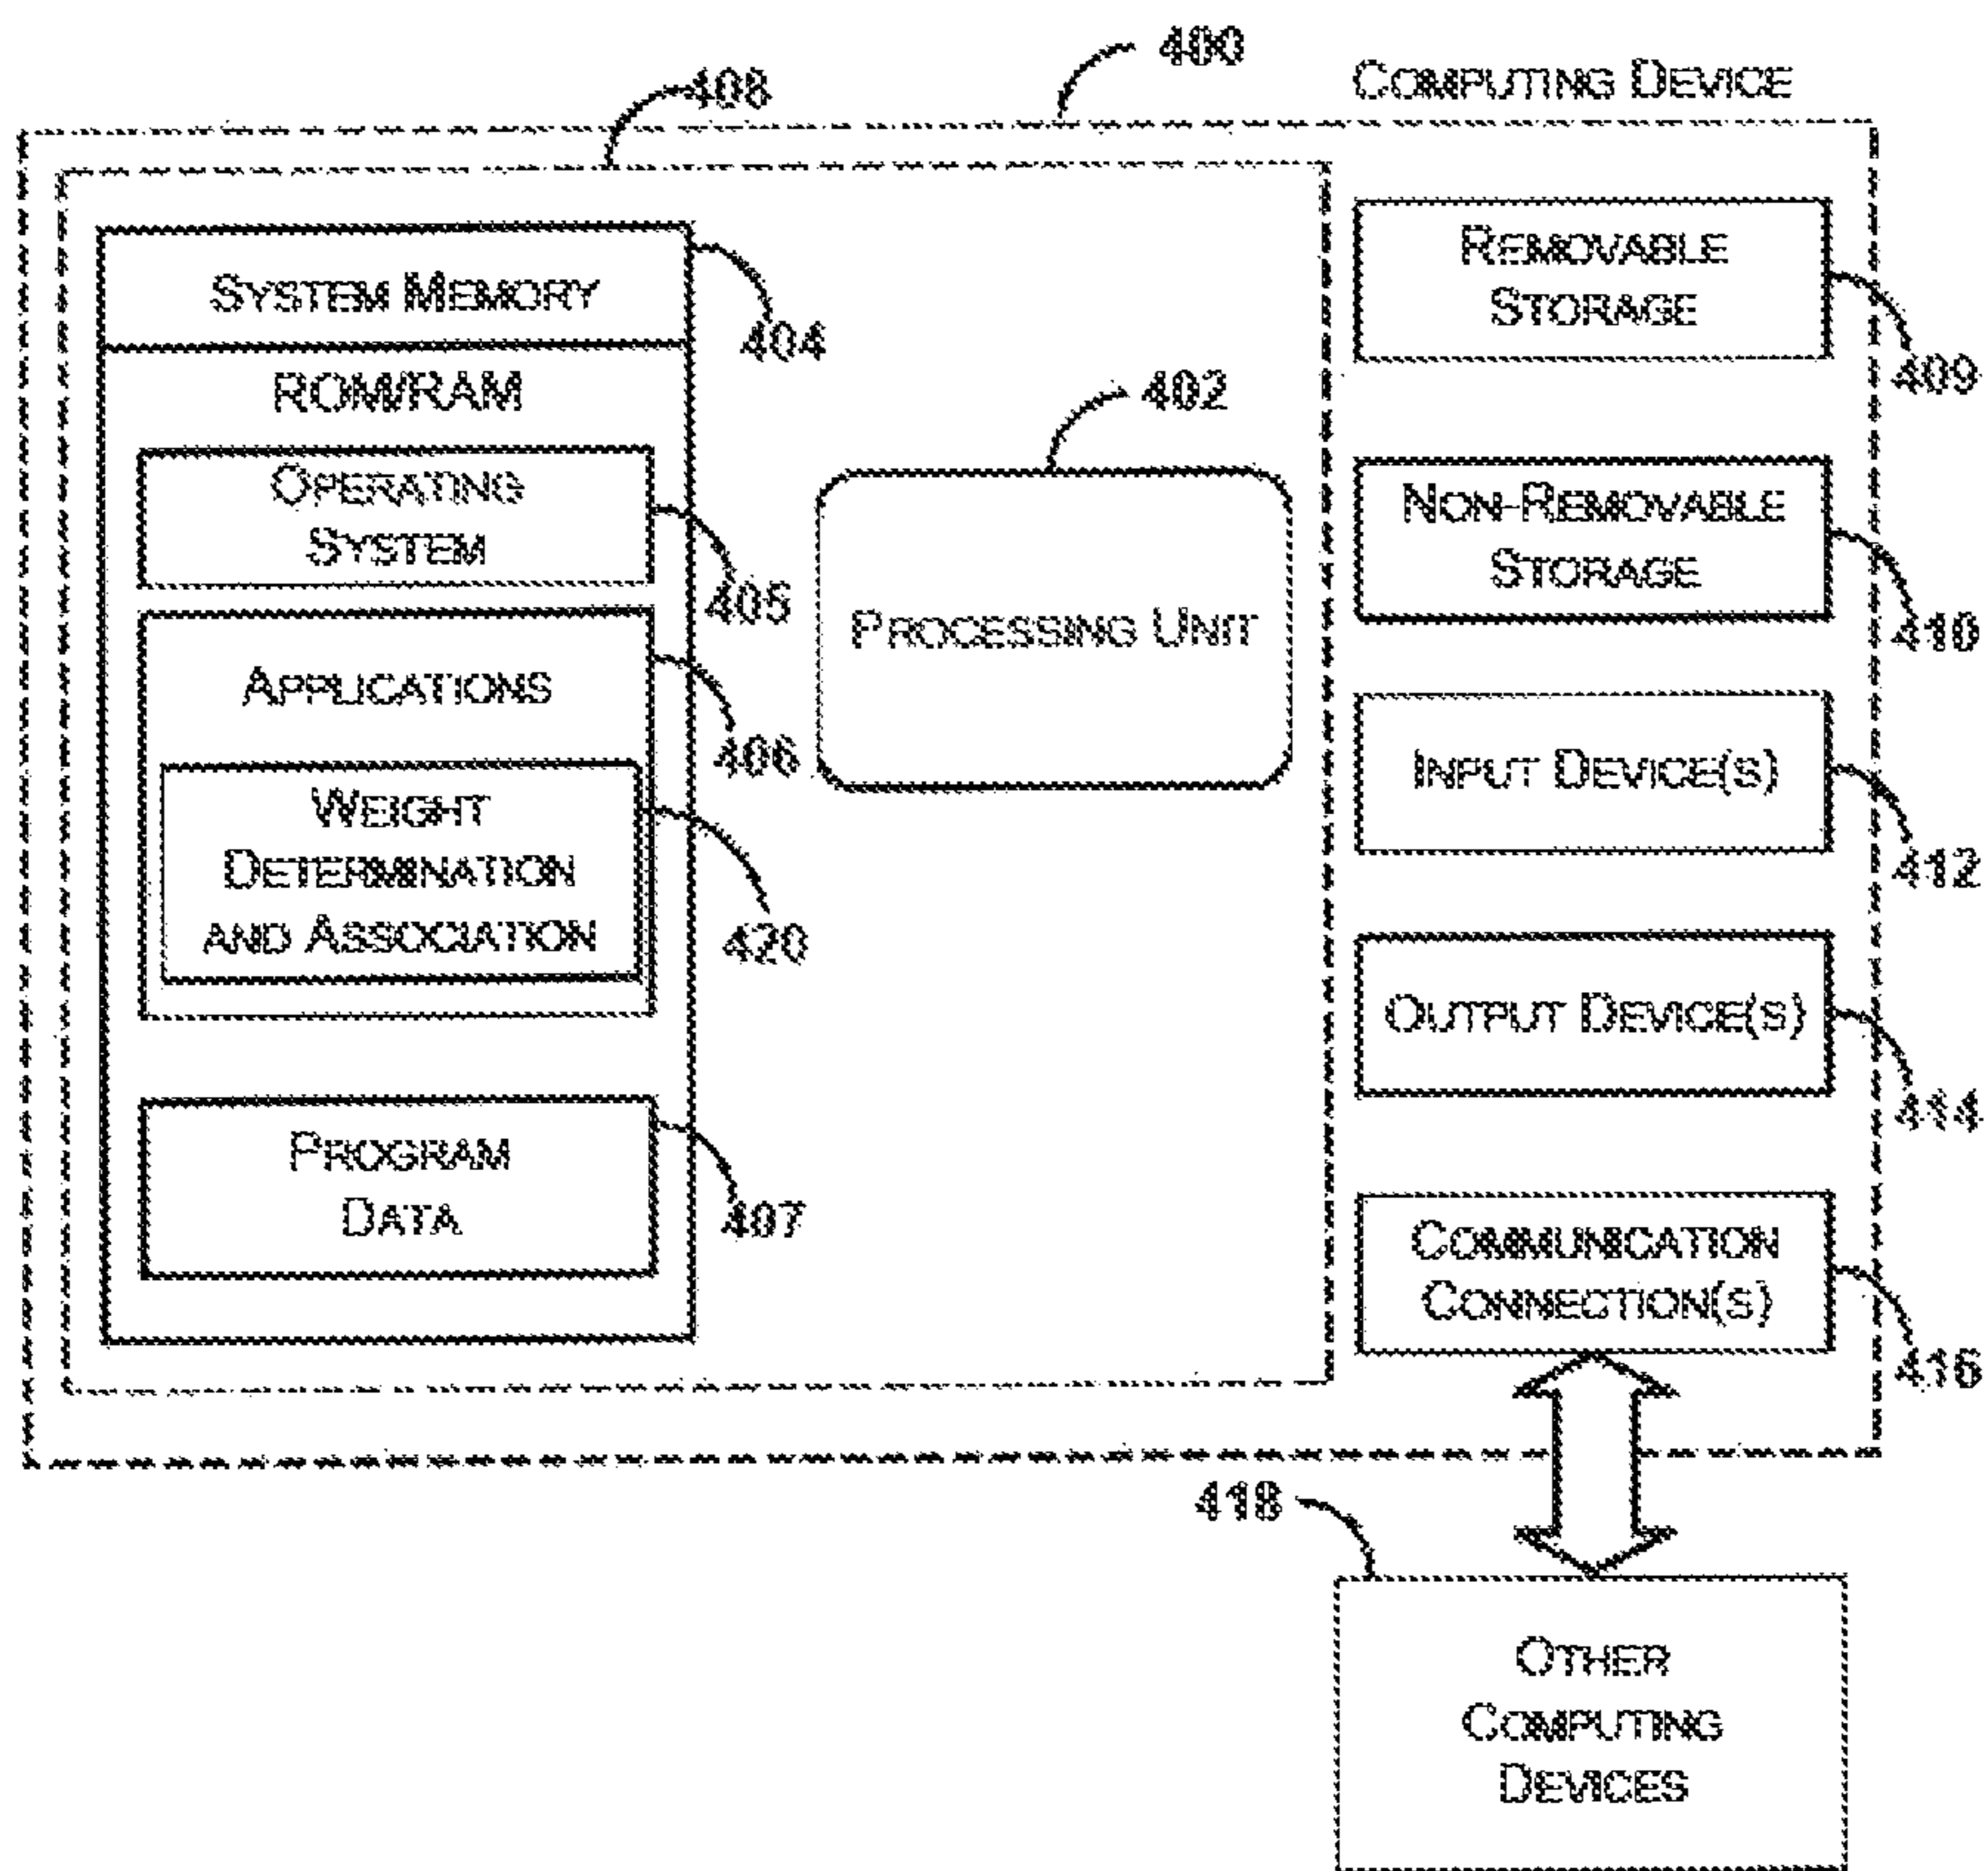 400
COMPUTING DEVICE
408
SYSTEM MEMORY
404
ROM/RAM
OPERATING
SYSTEM
405
APPLICATIONS
406
WEIGHT
DETERMINATION
AND ASSOCIATION
420
PROGRAM
DATA
407
402
PROCESSING UNIT
REMOVABLE
STORAGE
409
NON-REMOVABLE
STORAGE
410
INPUT DEVICE(S)
412
OUTPUT DEVICE(S)
414
COMMUNICATION
CONNECTION(S)
416
418
OTHER
COMPUTING
DEVICES